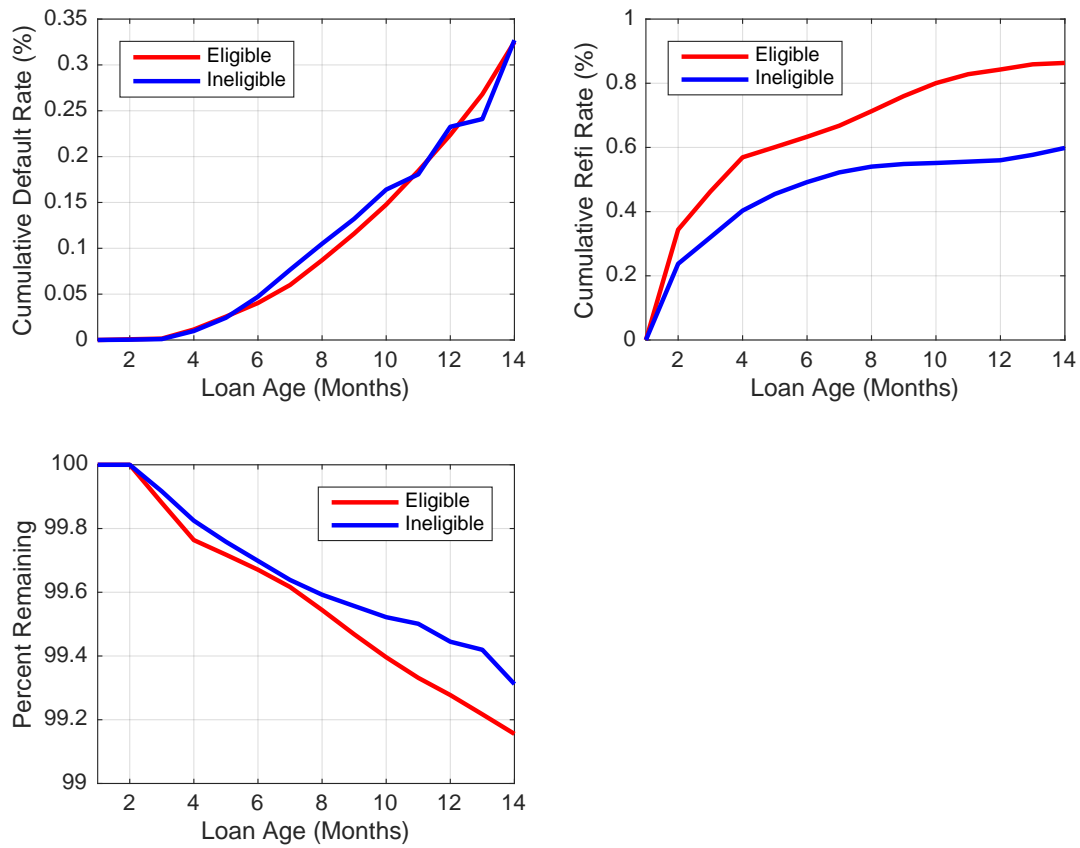 Cumulative Default Rate (%)
0.35
0.3
0.25
0.2
0.15
0.1
0.05
0
Eligible
Ineligible
2 4 6 8 10 12 14
Loan Age (Months)
Cumulative Refi Rate (%)
1
0.8
0.6
0.4
0.2
0
Eligible
Ineligible
2 4 6 8 10 12 14
Loan Age (Months)
Percent Remaining
100
99.8
99.6
99.4
99.2
99
Eligible
Ineligible
2 4 6 8 10 12 14
Loan Age (Months)